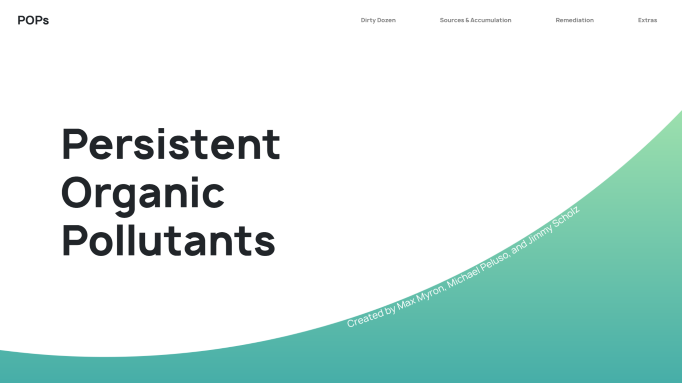 POPs
Dirty Dozen
Sources & Accumulation
Remediation
Extras
Persistent
Organic
Pollutants
Created by Max Myron, Michael Peluso, and Jimmy Scholz